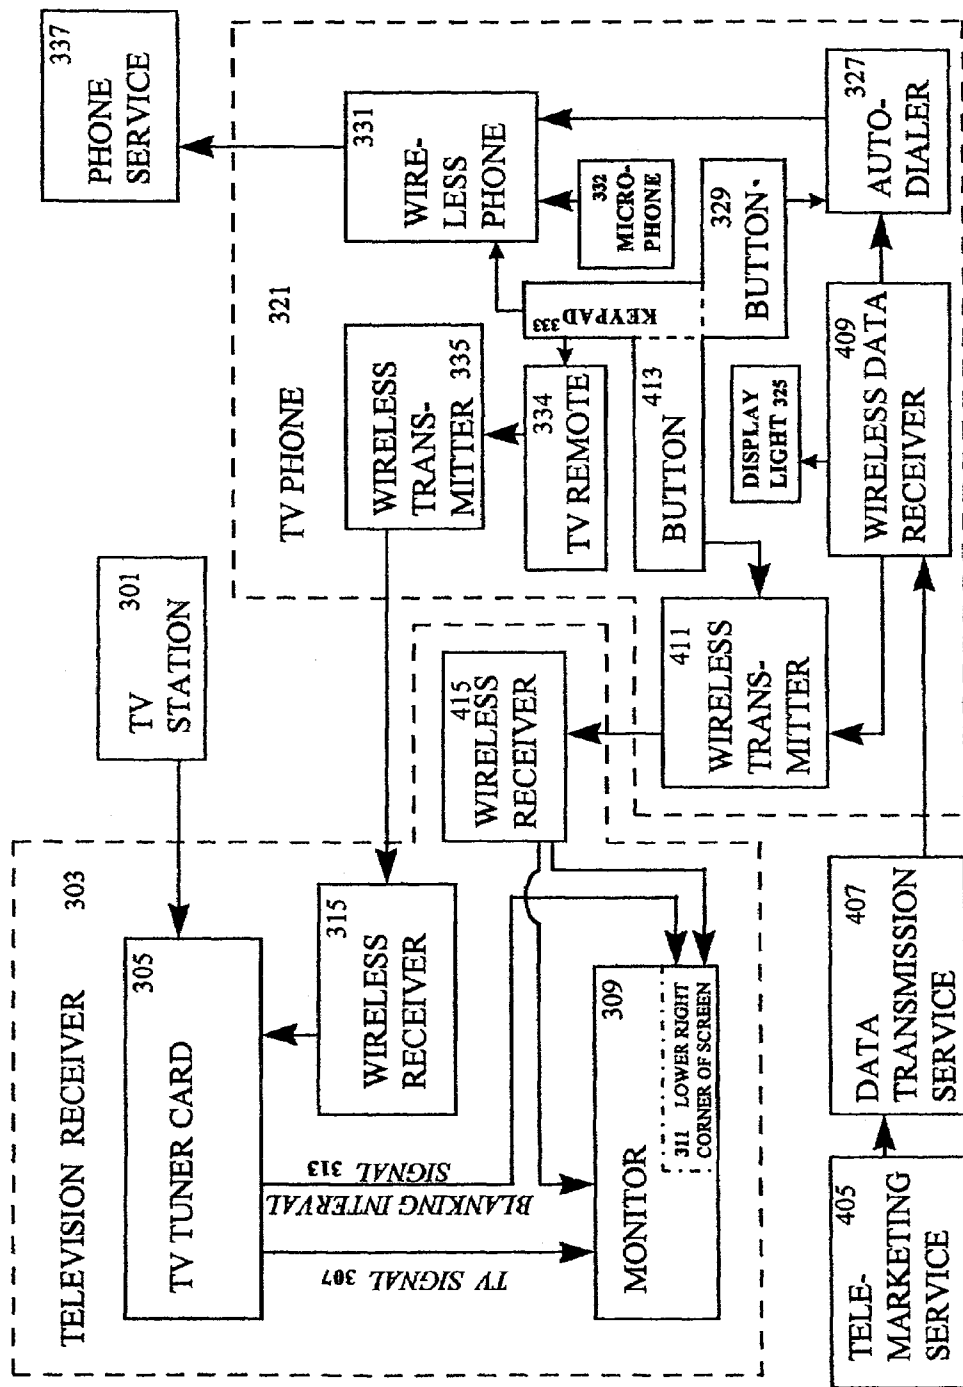 TELEVISION RECEIVER 303
TV TUNER CARD
305
TV SIGNAL 307
BLANKING INTERVAL
SIGNAL 313
WIRELESS
RECEIVER
315
MONITOR
309
311 LOWER RIGHT
CORNER OF SCREEN
TV
STATION
301
WIRELESS
RECEIVER
415
TV PHONE 321
WIRELESS
TRANS-
MITTER 335
TV REMOTE
334
KEYPAD
333
BUTTON
413
BUTTON
329
WIRE-
LESS
PHONE
331
332
MICRO-
PHONE
PHONE
SERVICE
337
DISPLAY
LIGHT 325
AUTO-
DIALER
327
WIRELESS DATA
RECEIVER
409
WIRELESS
TRANS-
MITTER
411
TELE-
MARKETING
SERVICE
405
DATA
TRANSMISSION
SERVICE
407